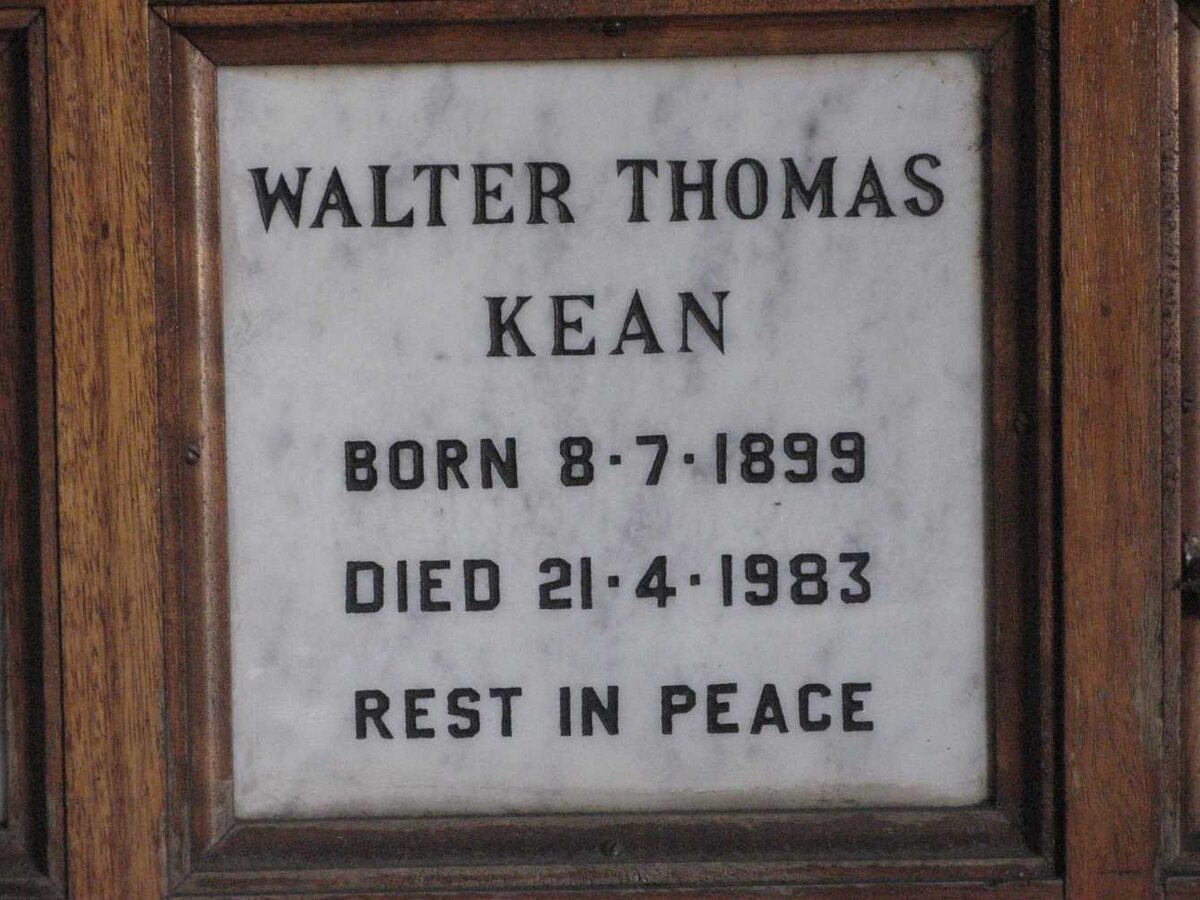 WALTER THOMAS
KEAN
BORN 8·7·1899
DIED 21·4·1983
REST IN PEACE